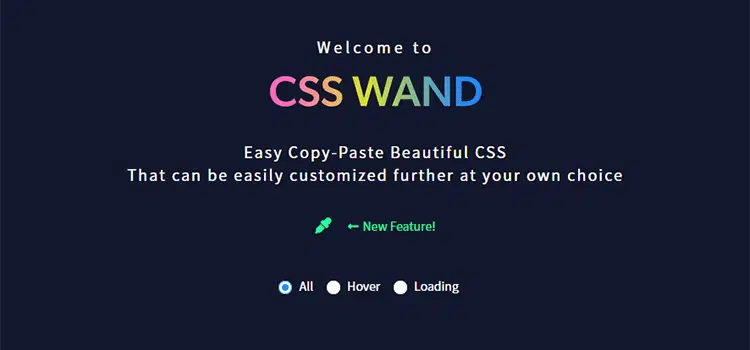 Welcome to
CSS WAND
Easy Copy-Paste Beautiful CSS
That can be easily customized further at your own choice
← New Feature!
All Hover Loading